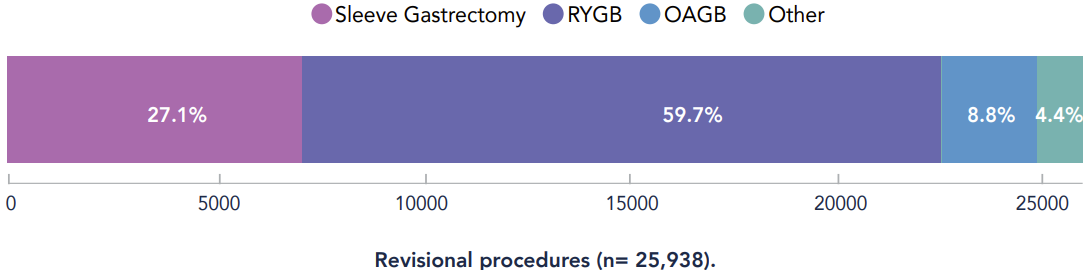 Sleeve Gastrectomy RYGB OAGB Other
27.1% 59.7% 8.8% 4.4%
0 5000 10000 15000 20000 25000
Revisional procedures (n= 25,938).